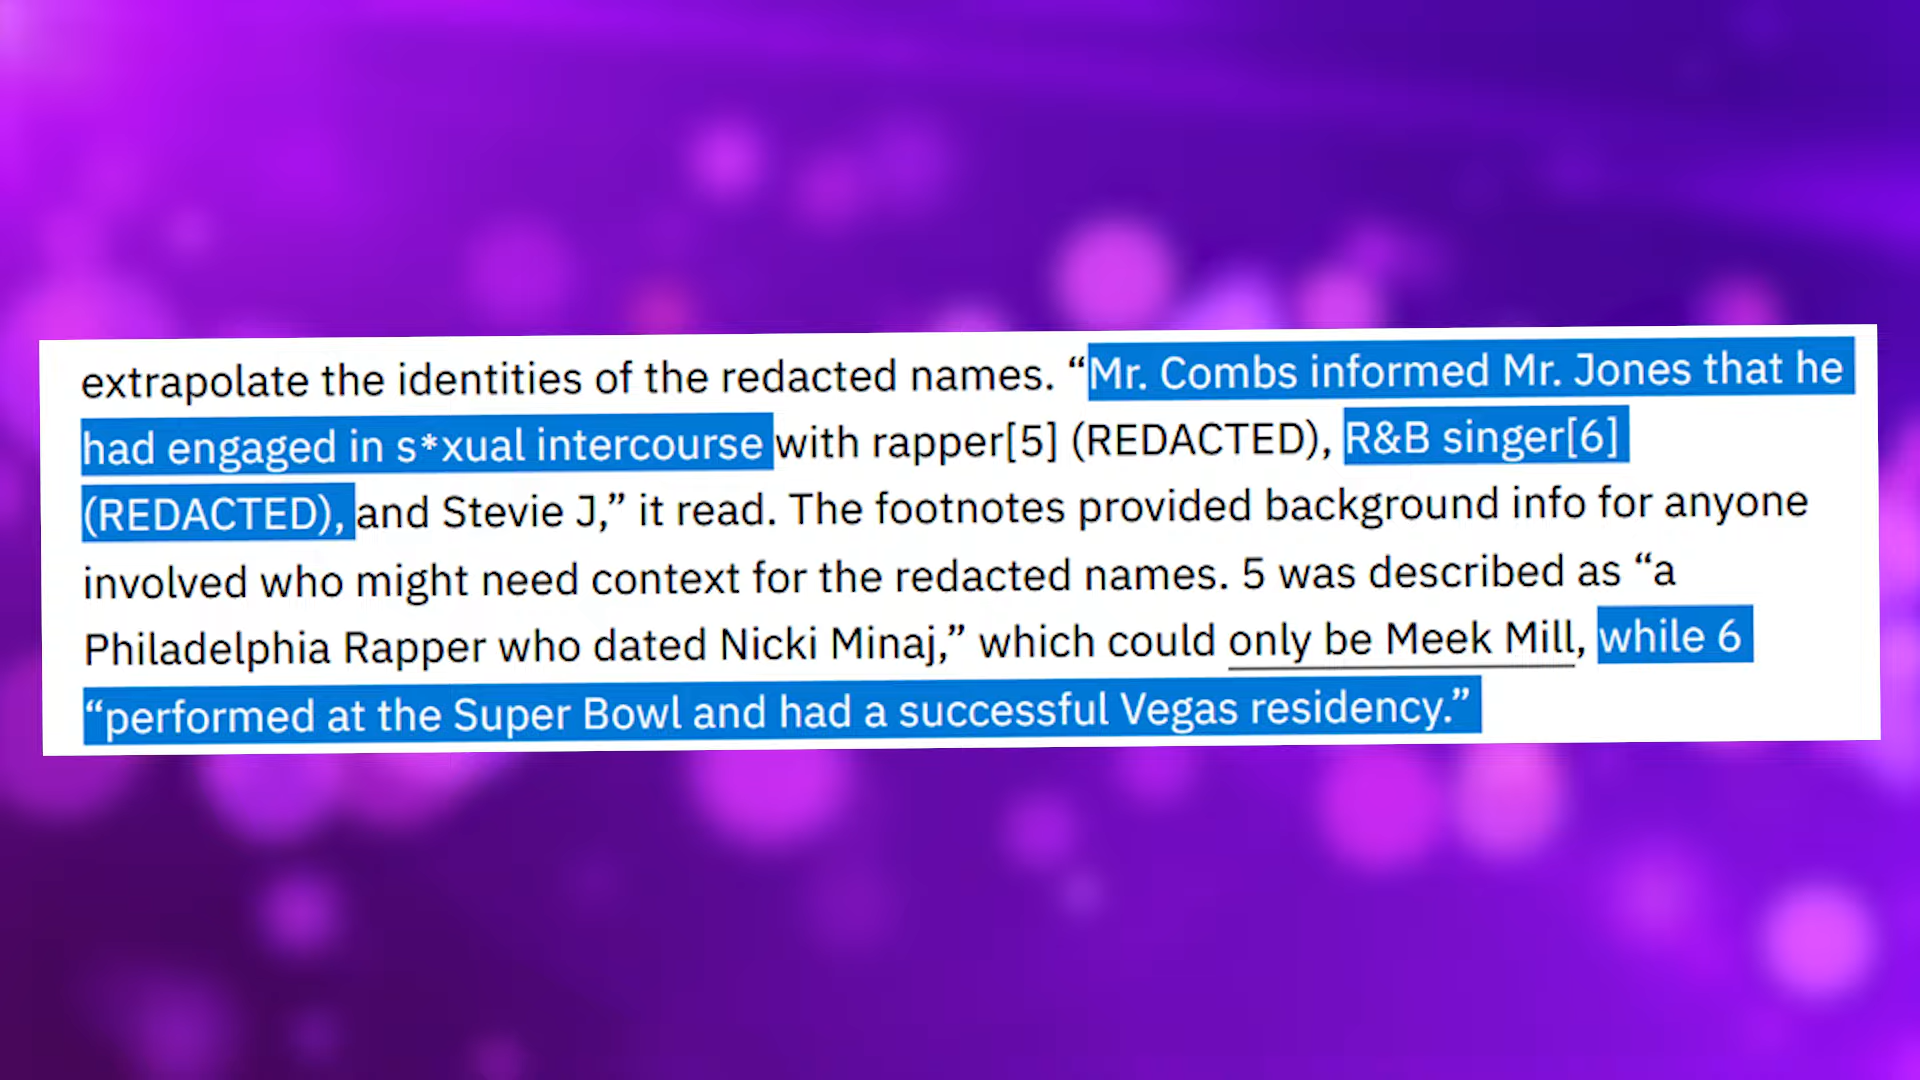 extrapolate the identities of the redacted names. “Mr. Combs informed Mr. Jones that he
had engaged in s*xual intercourse with rapper[5] (REDACTED), R&B singer[6]
(REDACTED), and Stevie J,” it read. The footnotes provided background info for anyone
involved who might need context for the redacted names. 5 was described as “a
Philadelphia Rapper who dated Nicki Minaj,” which could only be Meek Mill, while 6
“performed at the Super Bowl and had a successful Vegas residency.”